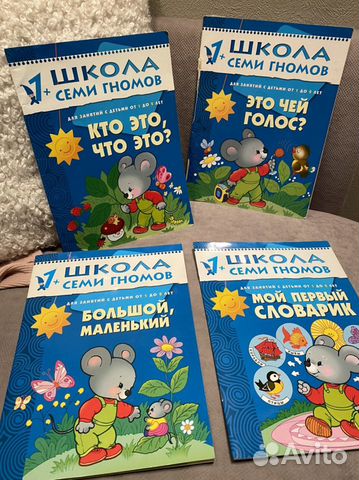 1+ ШКОЛА
СЕМИ ГНОМОВ
ДЛЯ ЗАНЯТИЙ С ДЕТЬМИ ОТ 1 ДО 2 ЛЕТ
КТО ЭТО,
ЧТО ЭТО?
1+ ШКОЛА
СЕМИ ГНОМОВ
ДЛЯ ЗАНЯТИЙ С ДЕТЬМИ ОТ 1 ДО 2 ЛЕТ
ЭТО ЧЕЙ
ГОЛОС?
1+ ШКОЛА
СЕМИ ГНОМОВ
ДЛЯ ЗАНЯТИЙ С ДЕТЬМИ ОТ 1 ДО 2 ЛЕТ
БОЛЬШОЙ,
МАЛЕНЬКИЙ
1+ ШКОЛА
СЕМИ ГНОМОВ
ДЛЯ ЗАНЯТИЙ С ДЕТЬМИ ОТ 1 ДО 2 ЛЕТ
МОЙ ПЕРВЫЙ
СЛОВАРИК
Avito